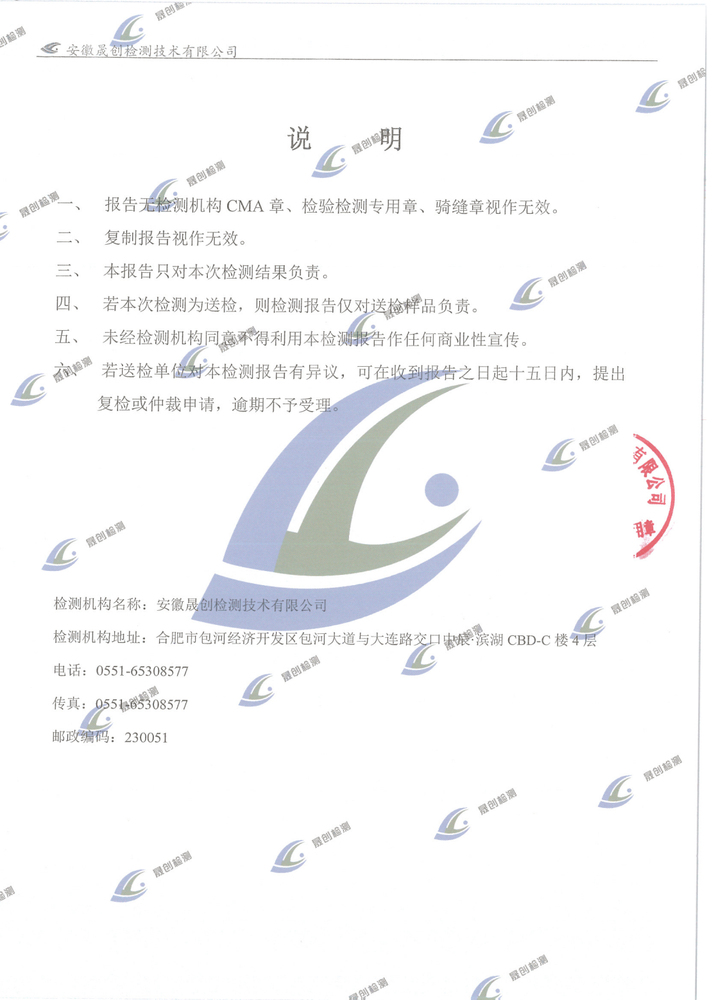 安徽晟创检测技术有限公司
说 明
一、 报告无检测机构 CMA 章、检验检测专用章、骑缝章视作无效。
二、 复制报告视作无效。
三、 本报告只对本次检测结果负责。
四、 若本次检测为送检，则检测报告仅对送检样品负责。
五、 未经检测机构同意不得利用本检测报告作任何商业性宣传。
六、 若送检单位对本检测报告有异议，可在收到报告之日起十五日内，提出
复检或仲裁申请，逾期不予受理。
有限公司
章
检测机构名称：安徽晟创检测技术有限公司
检测机构地址：合肥市包河经济开发区包河大道与大连路交口中辰·滨湖 CBD-C 楼 4 层
电话：0551-65308577
传真：0551-65308577
邮政编码：230051
晟创检测